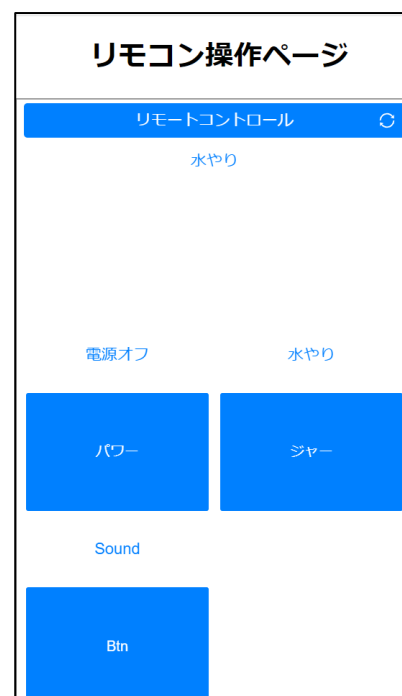 リモコン操作ページ
リモートコントロール
水やり
電源オフ
水やり
パワー
ジャー
Sound
Btn